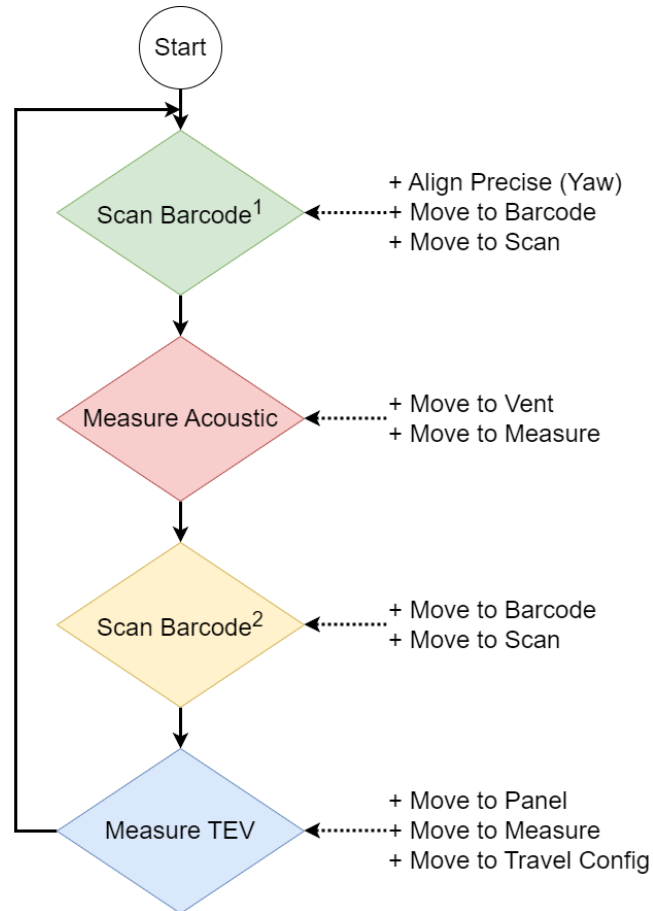 Start
Scan Barcode¹
+ Align Precise (Yaw)
+ Move to Barcode
+ Move to Scan
Measure Acoustic
+ Move to Vent
+ Move to Measure
Scan Barcode²
+ Move to Barcode
+ Move to Scan
Measure TEV
+ Move to Panel
+ Move to Measure
+ Move to Travel Config